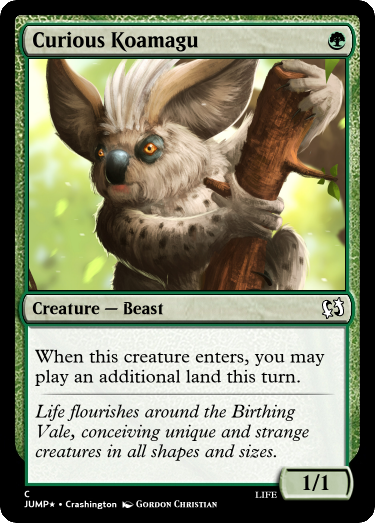 Curious Koamagu
Creature — Beast
When this creature enters, you may
play an additional land this turn.
Life flourishes around the Birthing
Vale, conceiving unique and strange
creatures in all shapes and sizes.
1/1
C
LIFE
JUMP★ • Crashington Gordon Christian